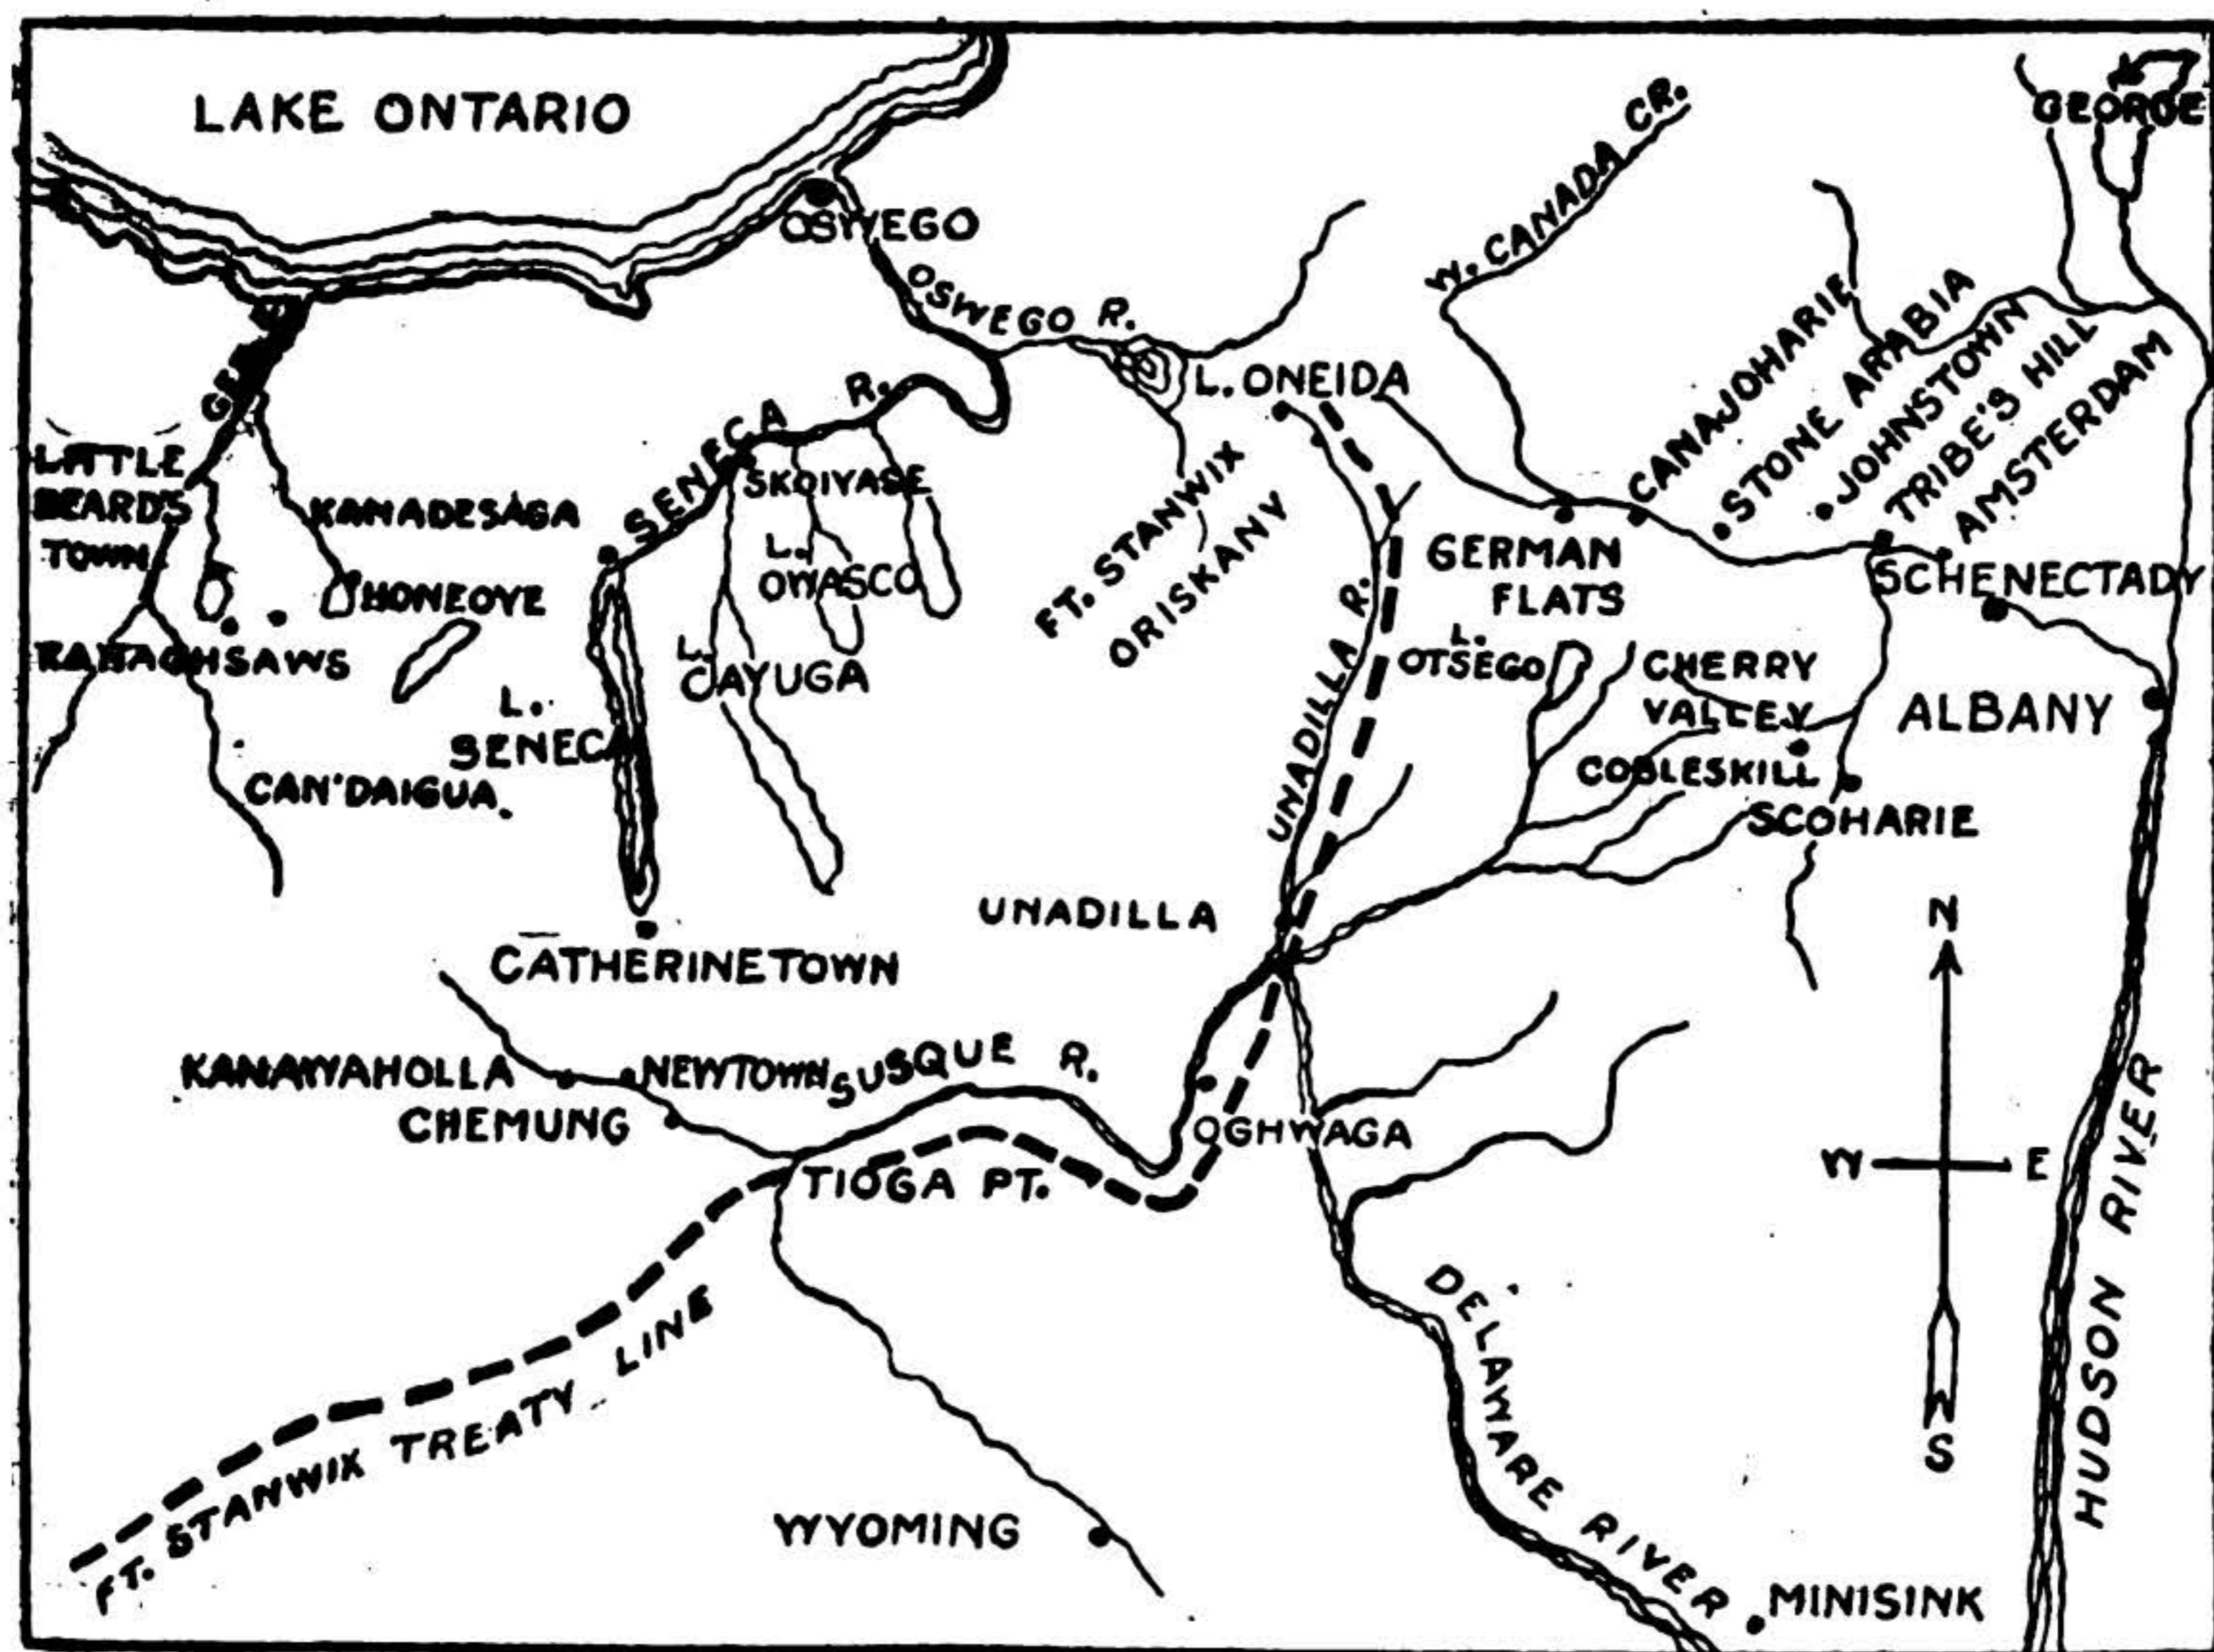 LAKE ONTARIO
GEORGE
W. CANADA CR.
OSWEGO
OSWEGO R.
L. ONEIDA
CANAJOHARIE
STONE ARABIA
JOHNSTOWN
TRIBE'S HILL
AMSTERDAM
SENECA R.
LITTLE
BEARD'S
TOWN
KANADESAGA
SKOIYASE
FT. STANWIX
ORISKANY
GERMAN
FLATS
SCHENECTADY
HONEOYE
L.
OWASCO
L.
CAYUGA
UNADILLA R.
L.
OTSEGO
CHERRY
VALLEY
ALBANY
L.
SENECA
CAN'DAIGUA
COBLESKILL
SCOHARIE
UNADILLA
CATHERINETOWN
KANAWAHOLLA
NEWTOWN
SUSQUE R.
CHEMUNG
OGHWAGA
TIOGA PT.
N
W
E
S
HUDSON RIVER
DELAWARE RIVER
FT. STANWIX TREATY LINE
WYOMING
MINISINK